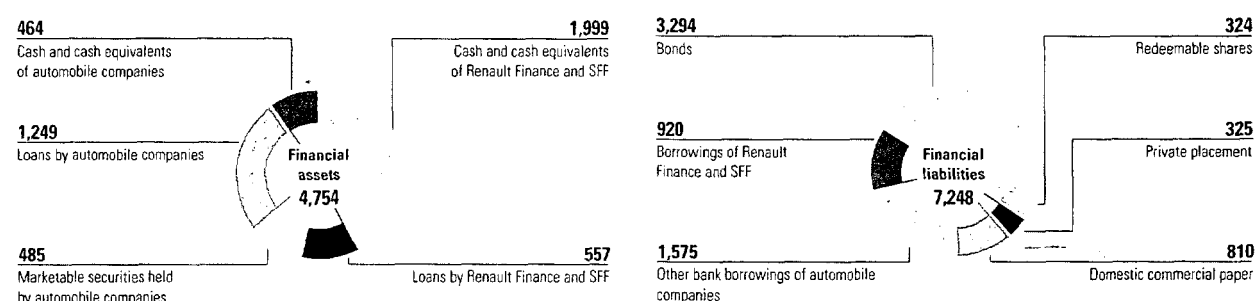 464
Cash and cash equivalents
of automobile companies
1,999
Cash and cash equivalents
of Renault Finance and SFF
1,249
Loans by automobile companies
Financial
assets
4,754
485
Marketable securities held
by automobile companies
557
Loans by Renault Finance and SFF
3,294
Bonds
324
Redeemable shares
920
Borrowings of Renault
Finance and SFF
325
Private placement
Financial
liabilities
7,248
1,575
Other bank borrowings of automobile
companies
810
Domestic commercial paper